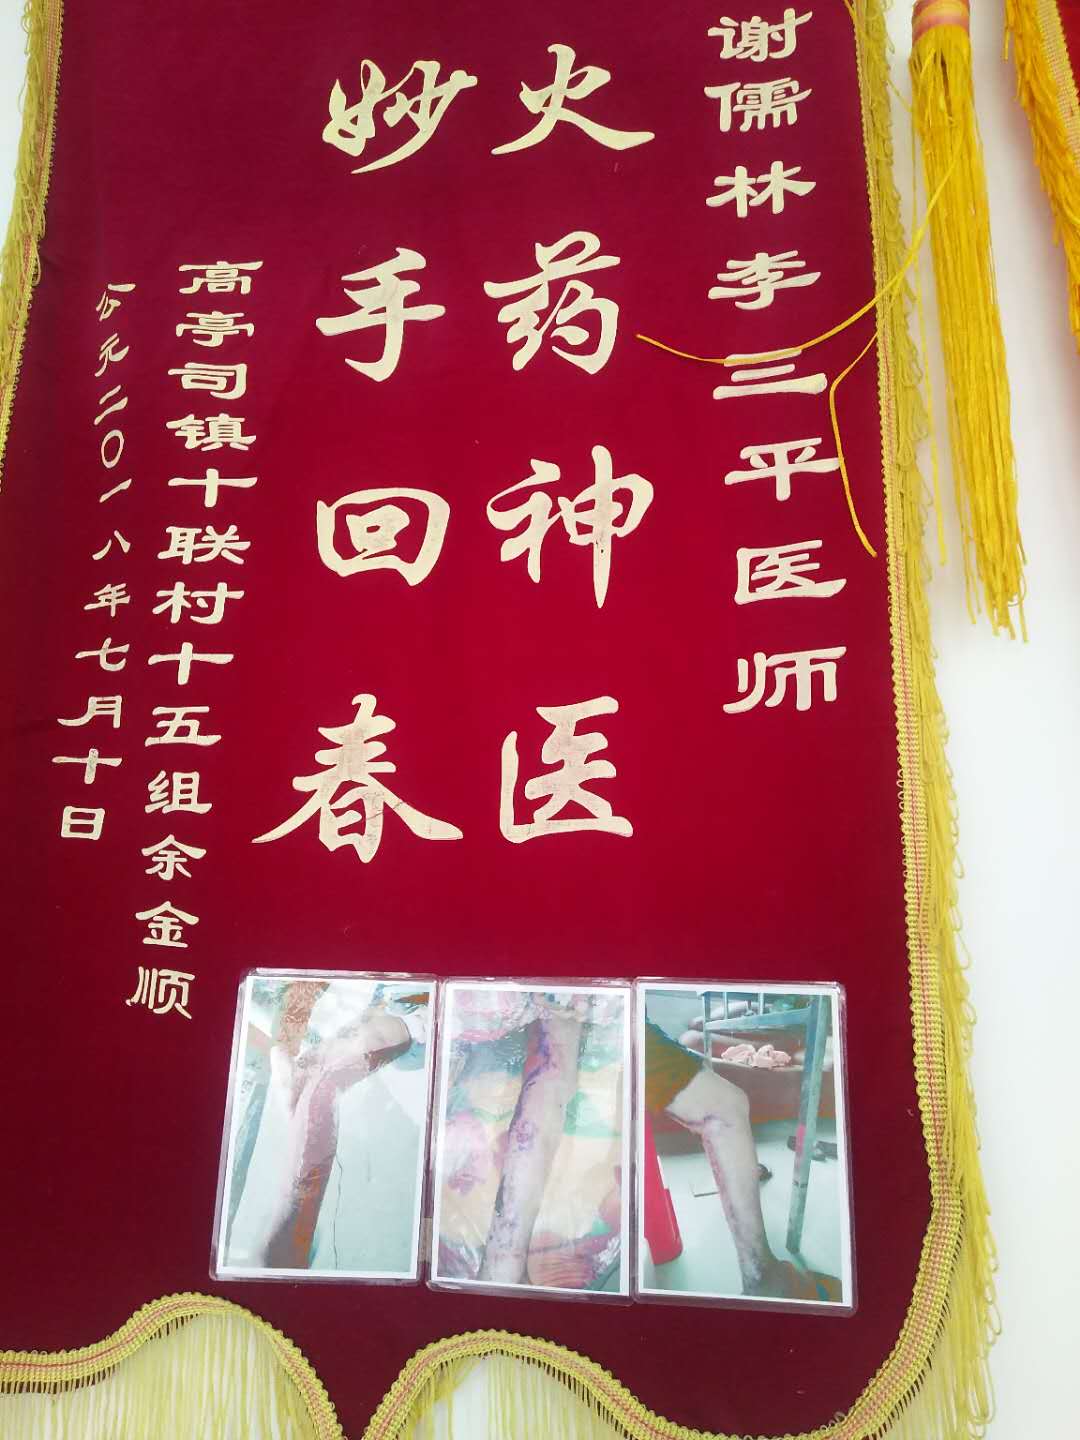 谢儒林李三平医师
火药神医
妙手回春
高亭司镇十联村十五组余金顺
公元二〇一八年七月十日